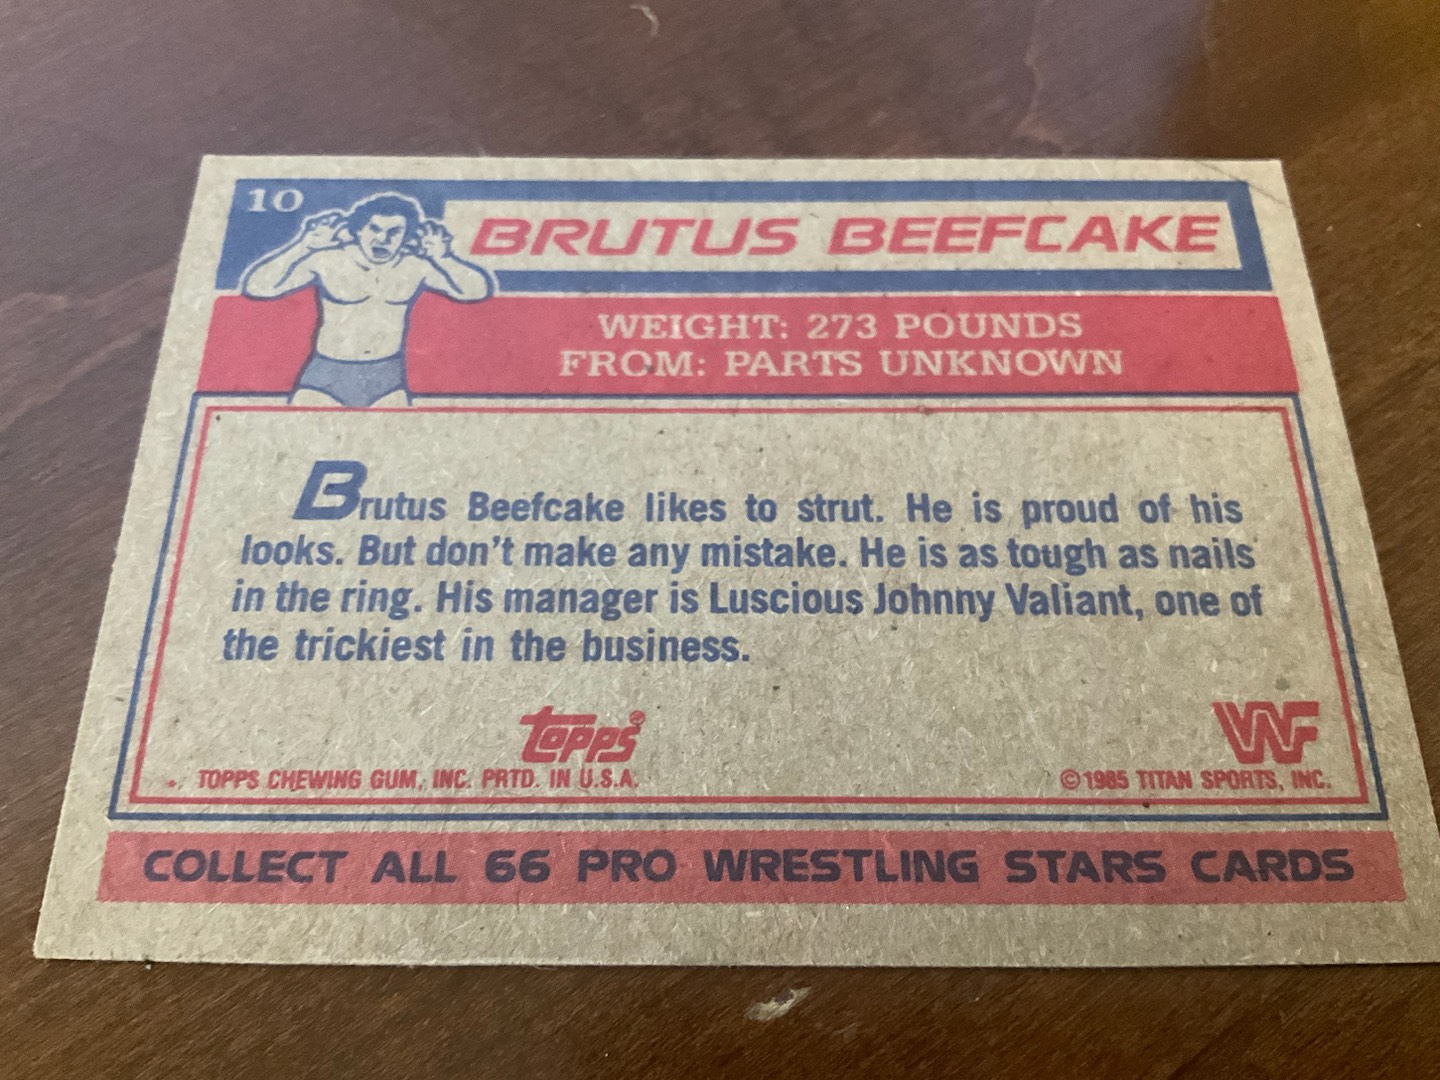 10
BRUTUS BEEFCAKE
WEIGHT: 273 POUNDS
FROM: PARTS UNKNOWN
Brutus Beefcake likes to strut. He is proud of his
looks. But don't make any mistake. He is as tough as nails
in the ring. His manager is Luscious Johnny Valiant, one of
the trickiest in the business.
topps®
WF
* TOPPS CHEWING GUM, INC. PRTD. IN U.S.A.
©1985 TITAN SPORTS, INC.
COLLECT ALL 66 PRO WRESTLING STARS CARDS